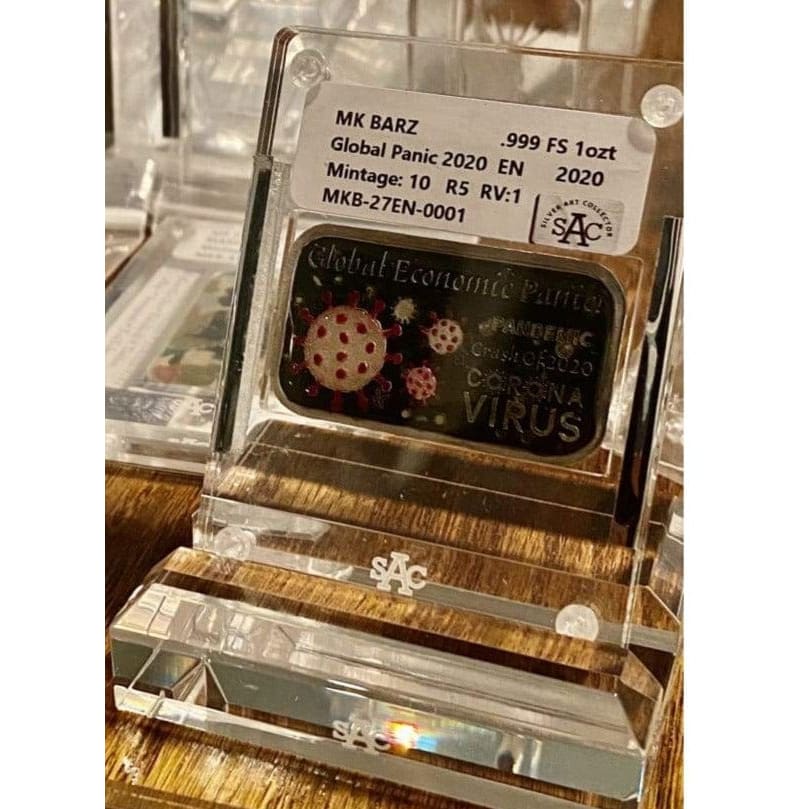 MK BARZ .999 FS 1ozt
Global Panic 2020 EN 2020
Mintage: 10 R5 RV:1
MKB-27EN-0001
SILVER ART COLLECTOR
SAC
Global Economic Panic!
PANDEMIC
Crash Of 2020
CORONA
VIRUS
SAC
SAC
SAC